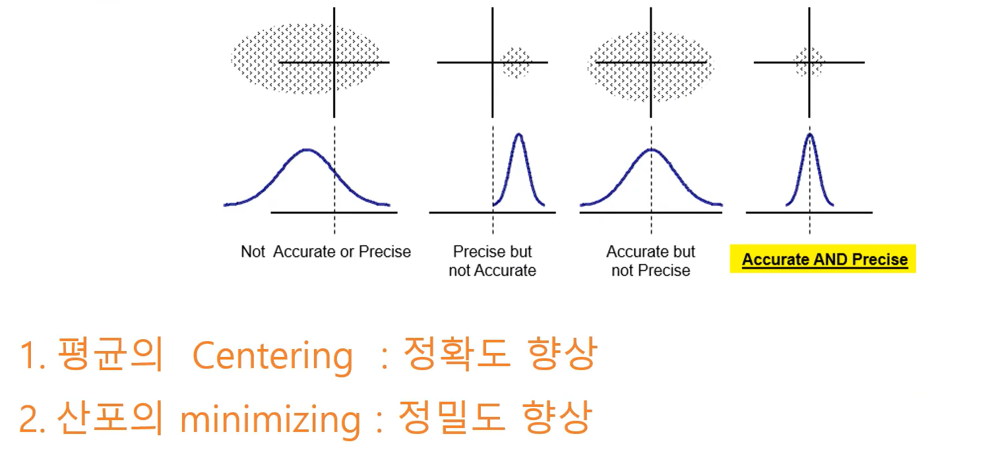 Not Accurate or Precise
Precise but
not Accurate
Accurate but
not Precise
Accurate AND Precise
1. 평균의 Centering : 정확도 향상
2. 산포의 minimizing : 정밀도 향상